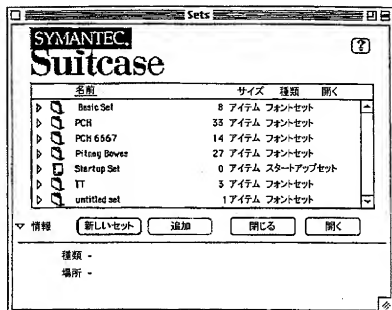 Sets
SYMANTEC.
Suitcase
?
名前 サイズ 種類 開く
Basic Set 8 アイテム フォントセット
PCH 33 アイテム フォントセット
PCH 6567 14 アイテム フォントセット
Pitney Bowes 27 アイテム フォントセット
Startup Set 0 アイテム スタートアップセット
TT 3 アイテム フォントセット
untitled set 1 アイテム フォントセット
情報 新しいセット 追加 閉じる 開く
種類 -
場所 -